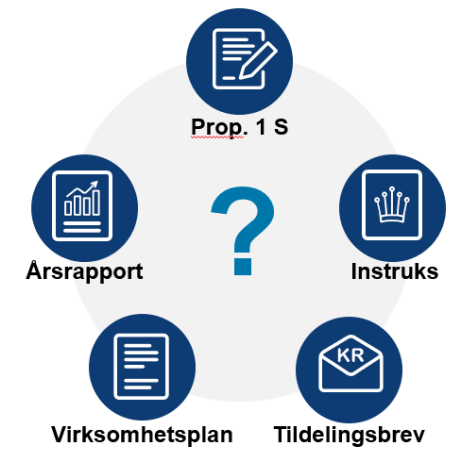 Prop. 1 S
?
Årsrapport
Instruks
KR
Virksomhetsplan
Tildelingsbrev